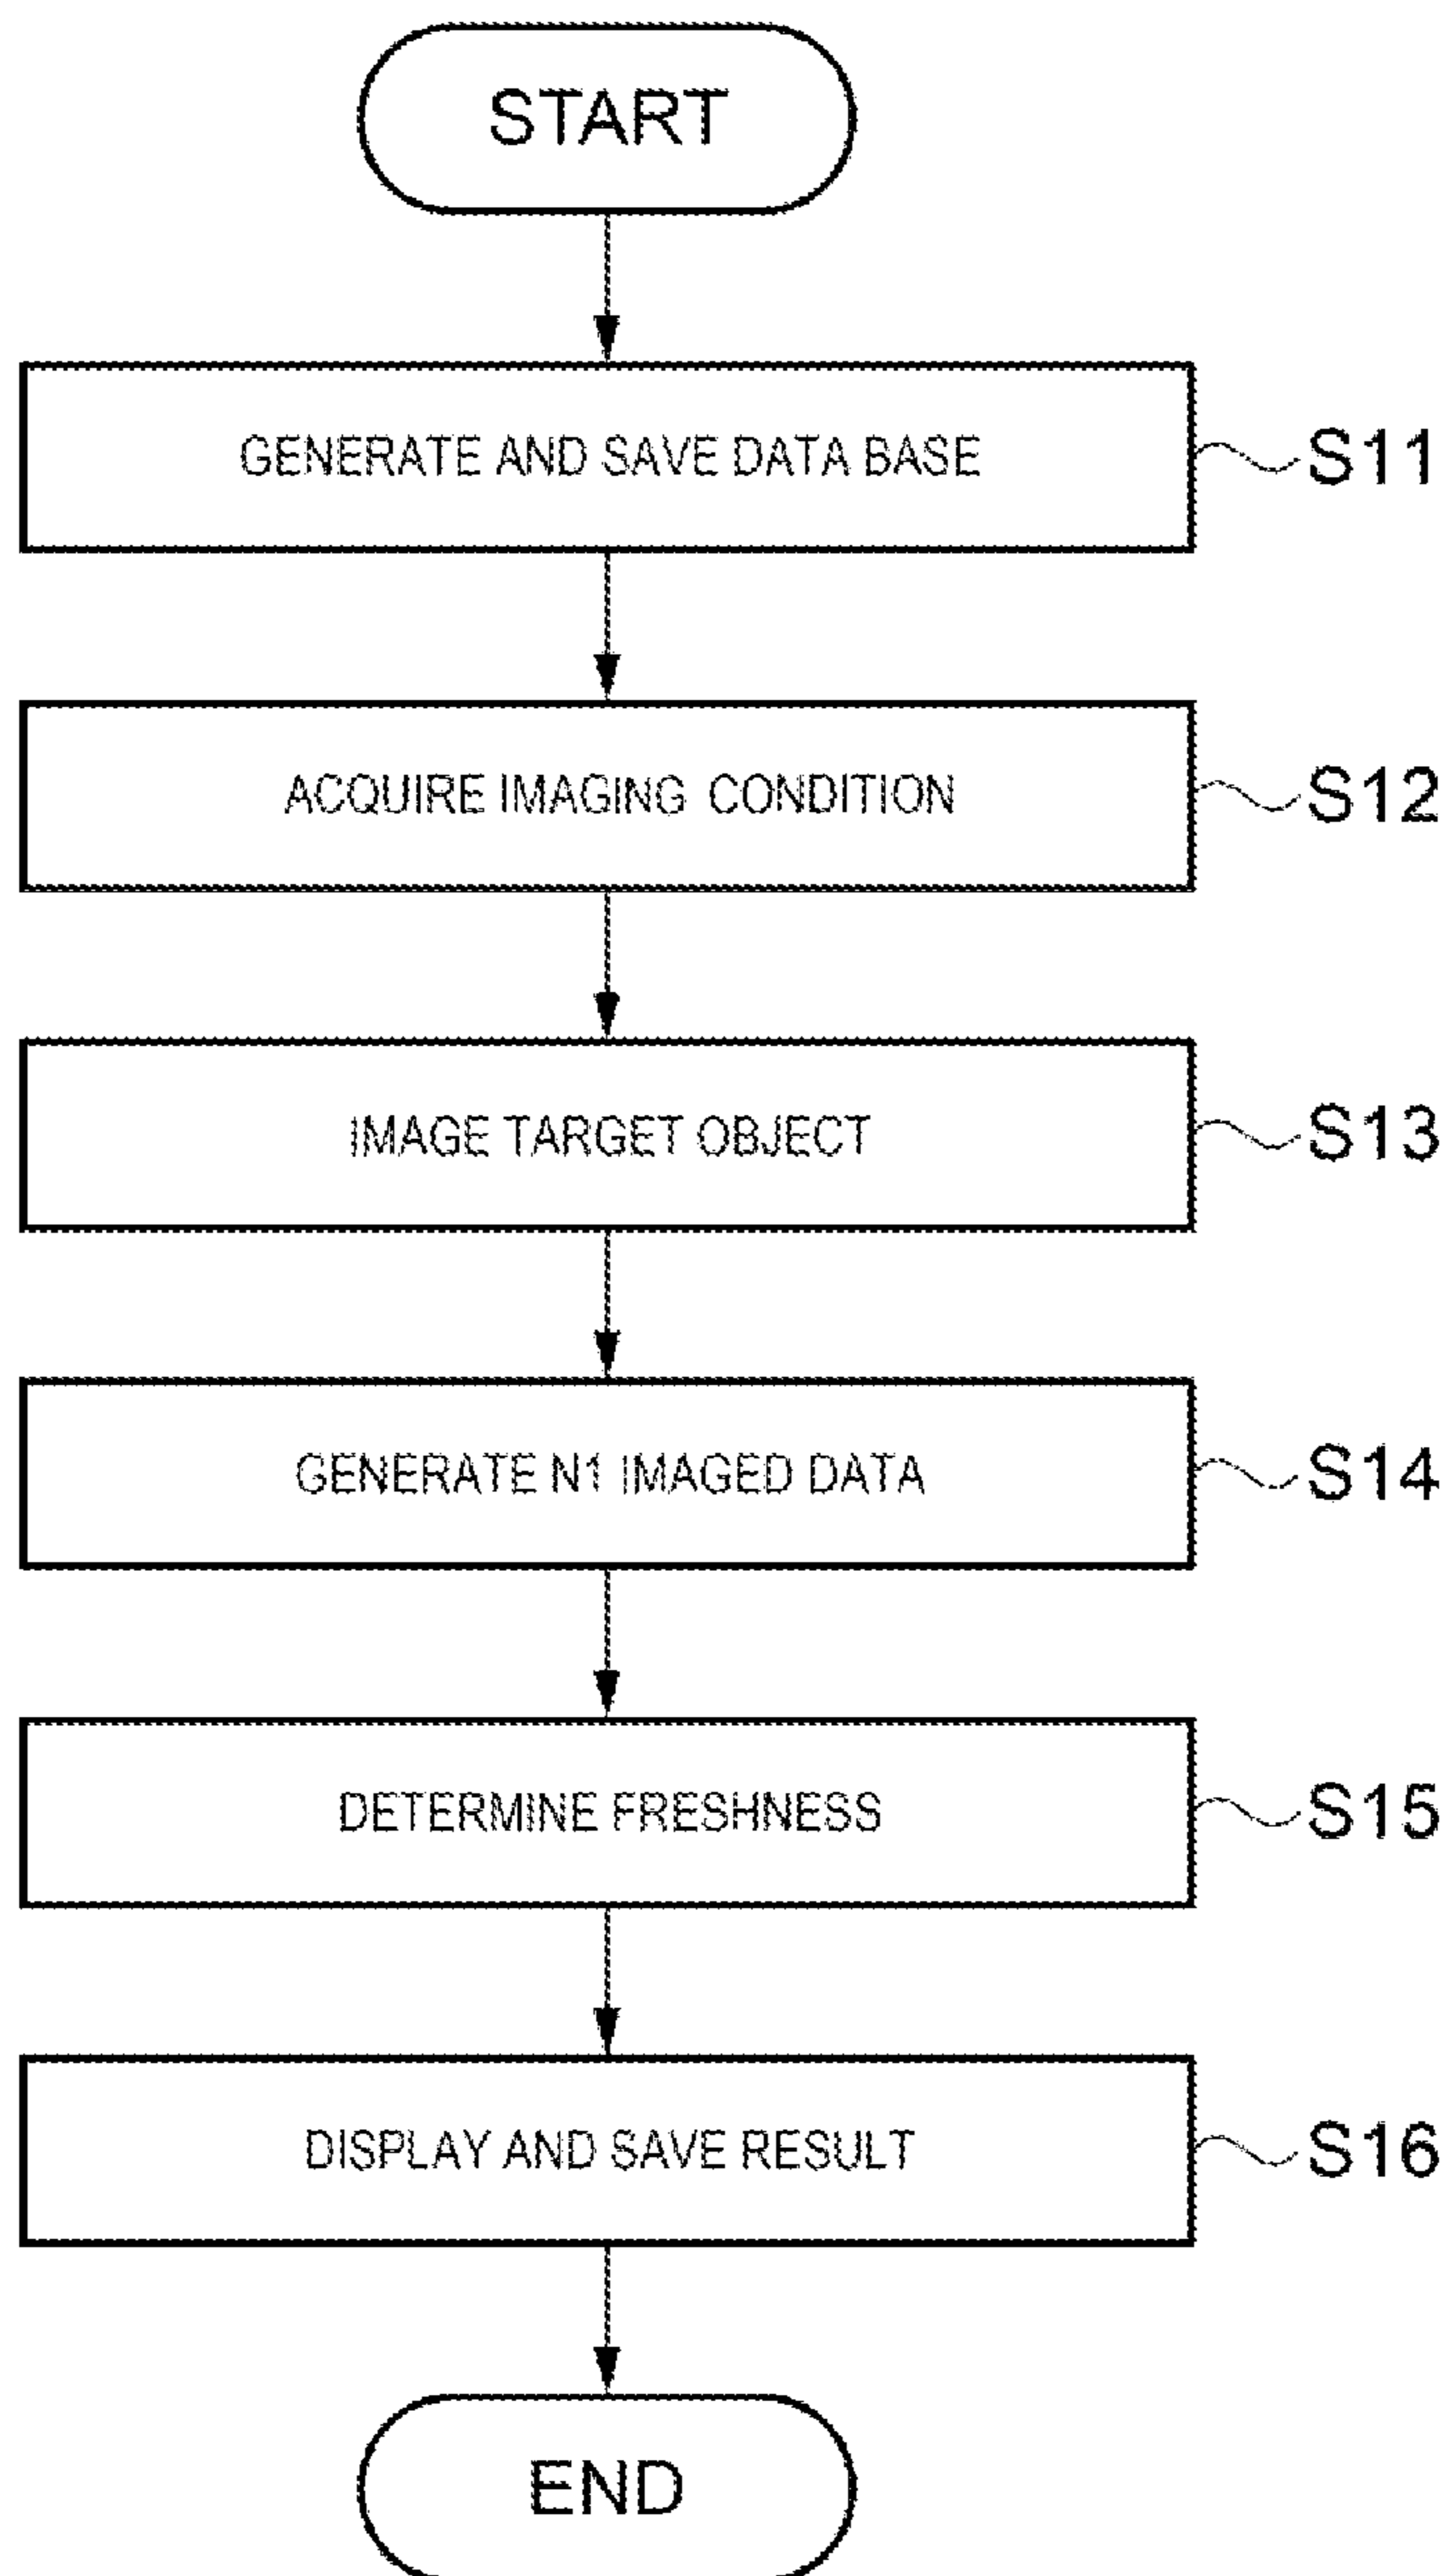 START
GENERATE AND SAVE DATA BASE
S11
ACQUIRE IMAGING CONDITION
S12
IMAGE TARGET OBJECT
S13
GENERATE N1 IMAGED DATA
S14
DETERMINE FRESHNESS
S15
DISPLAY AND SAVE RESULT
S16
END